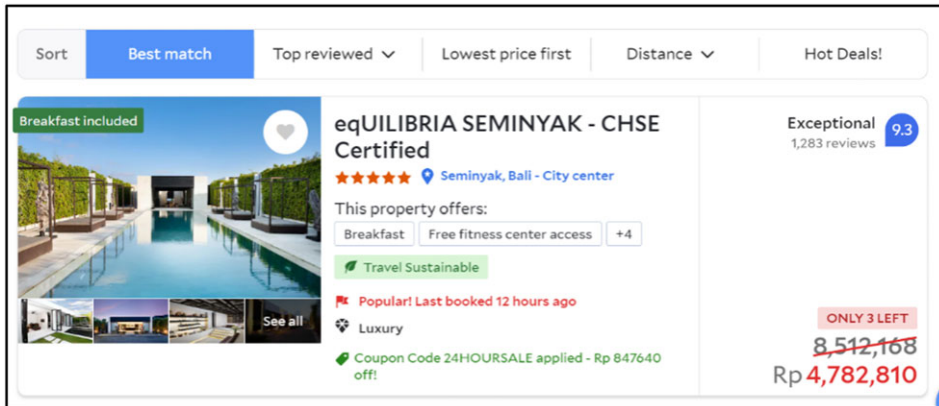 Sort Best match Top reviewed Lowest price first Distance Hot Deals!
Breakfast included
eqUILIBRIA SEMINYAK - CHSE
Certified
Seminyak, Bali - City center
This property offers:
Breakfast Free fitness center access +4
Travel Sustainable
Popular! Last booked 12 hours ago
Luxury
Coupon Code 24HOURSALE applied - Rp 847640
off!
See all
Exceptional 9.3
1,283 reviews
ONLY 3 LEFT
8,512,168
Rp 4,782,810